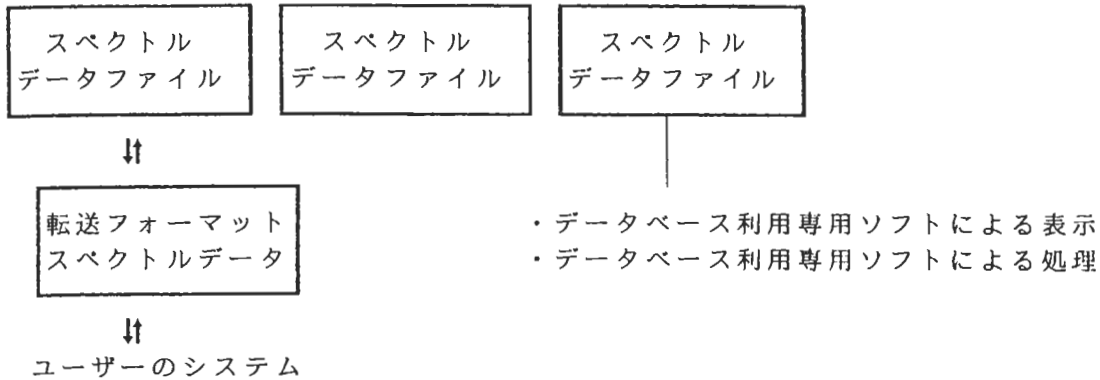 スペクトル
データファイル
スペクトル
データファイル
スペクトル
データファイル
転送フォーマット
スペクトルデータ
・データベース利用専用ソフトによる表示
・データベース利用専用ソフトによる処理
ユーザーのシステム